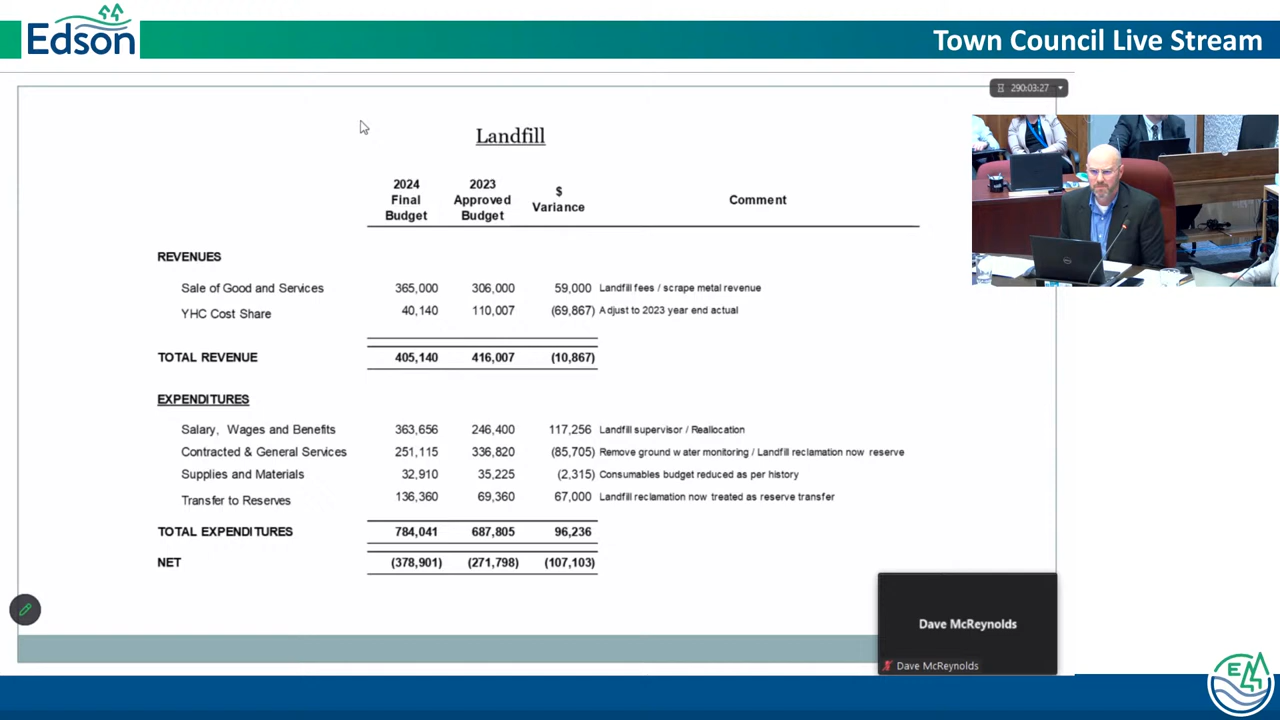 Edson
Town Council Live Stream
290:03:27
Landfill
2024 Final Budget
2023 Approved Budget
$ Variance
Comment
REVENUES
Sale of Good and Services 365,000 306,000 59,000 Landfill fees / scrape metal revenue
YHC Cost Share 40,140 110,007 (69,867) Adjust to 2023 year end actual
TOTAL REVENUE 405,140 416,007 (10,867)
EXPENDITURES
Salary, Wages and Benefits 363,656 246,400 117,256 Landfill supervisor / Reallocation
Contracted & General Services 251,115 336,820 (85,705) Remove ground water monitoring / Landfill reclamation now reserve
Supplies and Materials 32,910 35,225 (2,315) Consumables budget reduced as per history
Transfer to Reserves 136,360 69,360 67,000 Landfill reclamation now treated as reserve transfer
TOTAL EXPENDITURES 784,041 687,805 96,236
NET (378,901) (271,798) (107,103)
Dave McReynolds
Dave McReynolds